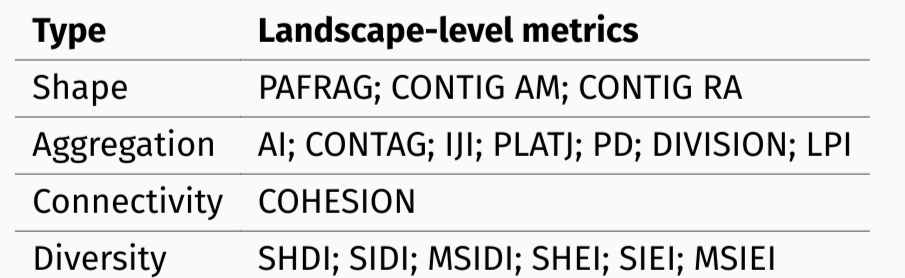 Type Landscape-level metrics
Shape PAFRAG; CONTIG AM; CONTIG RA
Aggregation AI; CONTAG; IJI; PLATJ; PD; DIVISION; LPI
Connectivity COHESION
Diversity SHDI; SIDI; MSIDI; SHEI; SIEI; MSIEI